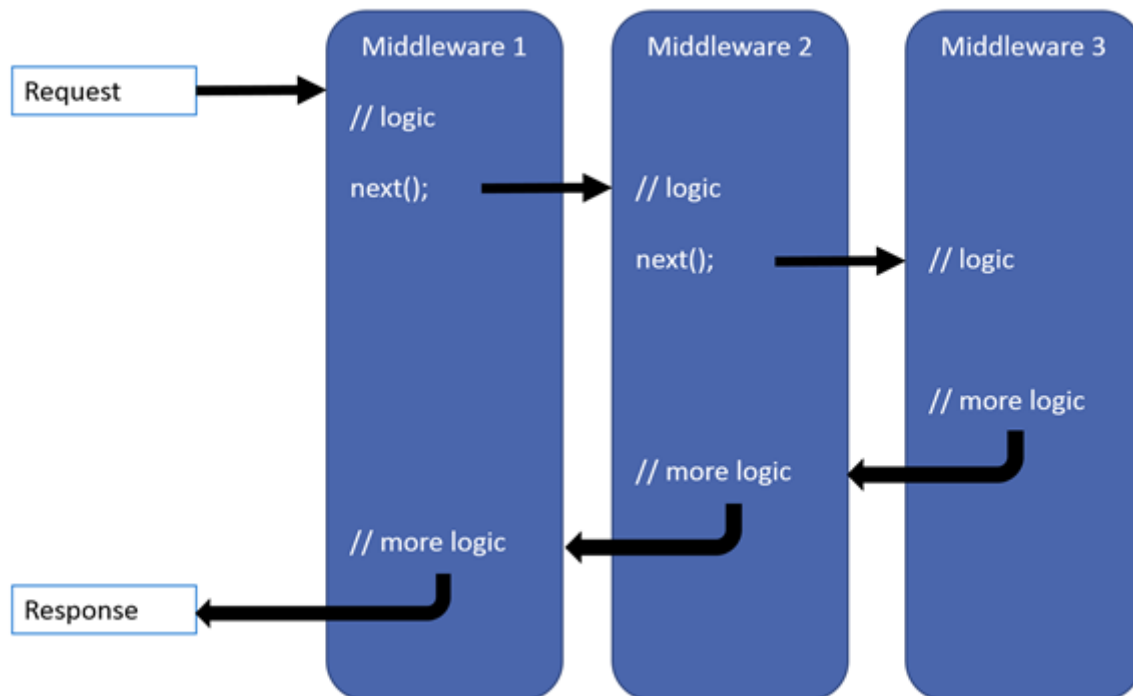 Middleware 1
Middleware 2
Middleware 3
Request
// logic
next();
// logic
next();
// logic
// more logic
// more logic
// more logic
Response